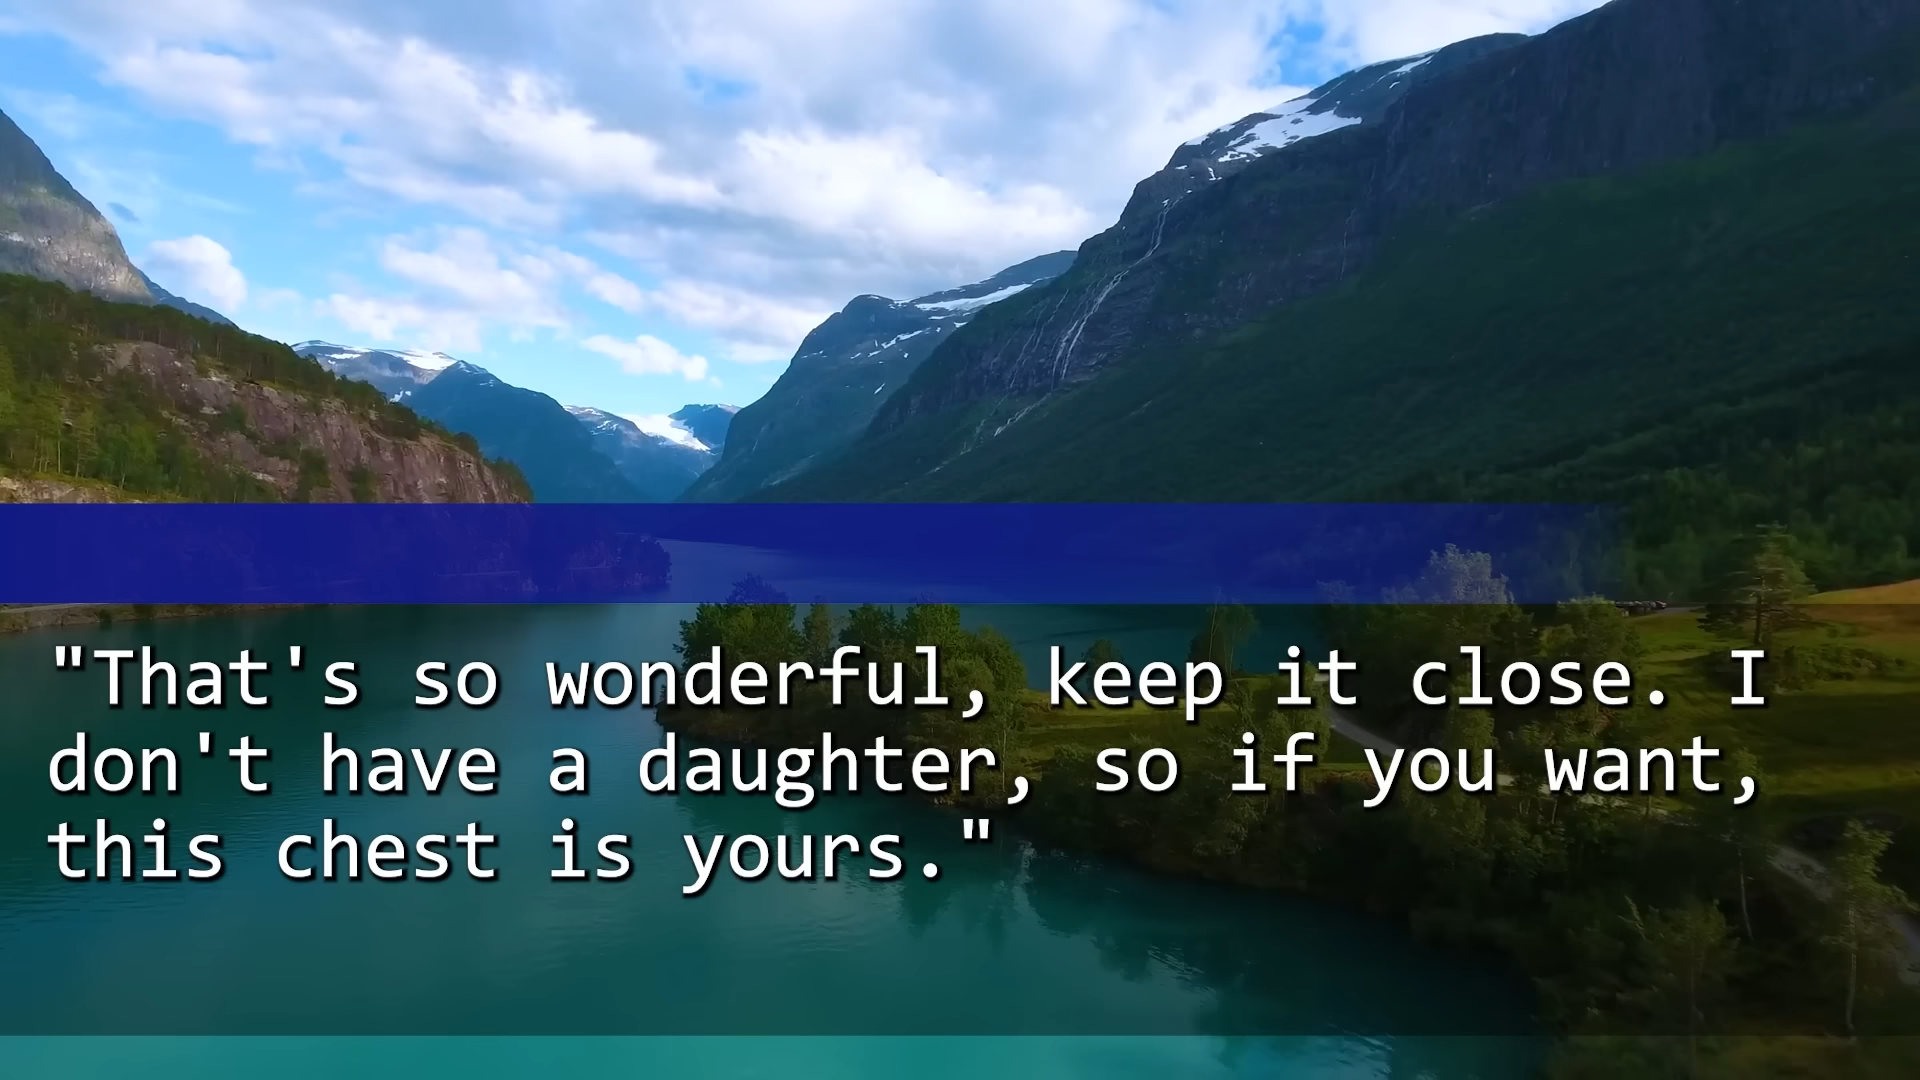 "That's so wonderful, keep it close. I
don't have a daughter, so if you want,
this chest is yours."